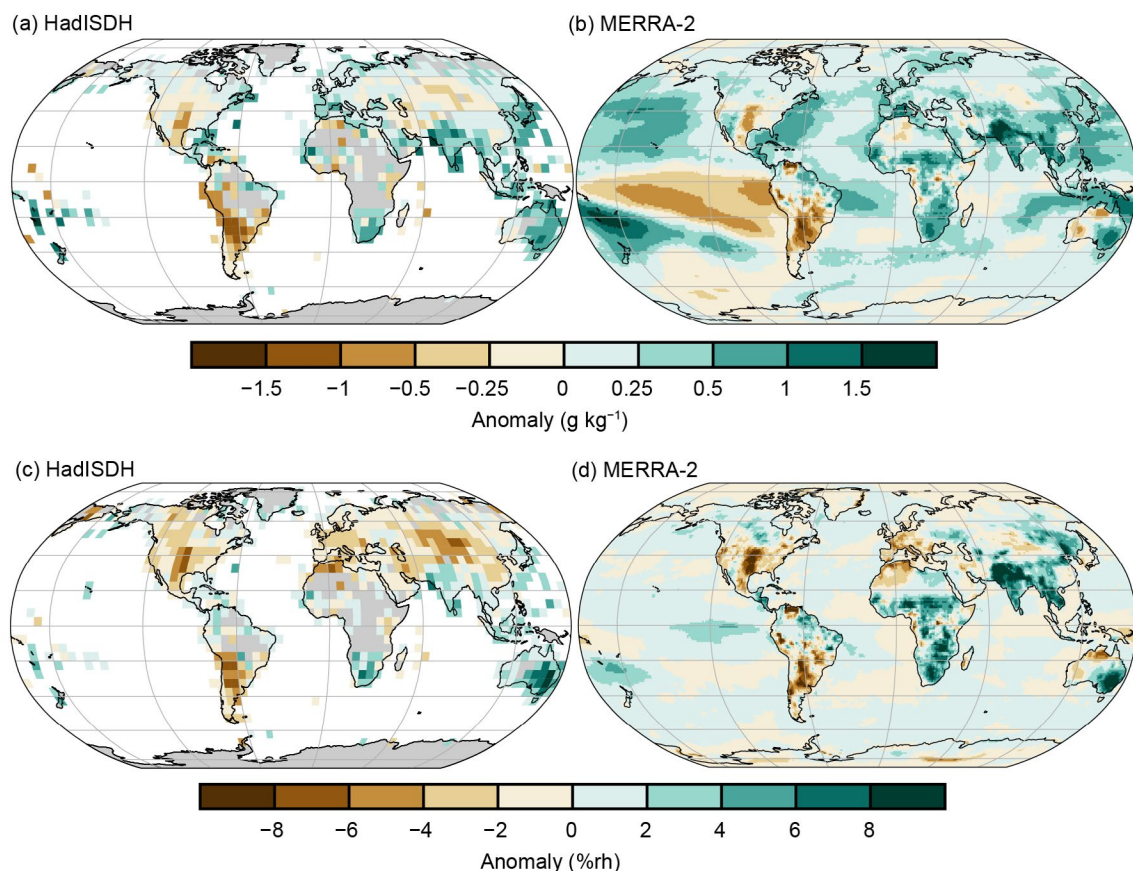 (a) HadISDH
(b) MERRA-2
−1.5 −1 −0.5 −0.25 0 0.25 0.5 1 1.5
Anomaly (g kg⁻¹)
(c) HadISDH
(d) MERRA-2
−8 −6 −4 −2 0 2 4 6 8
Anomaly (%rh)